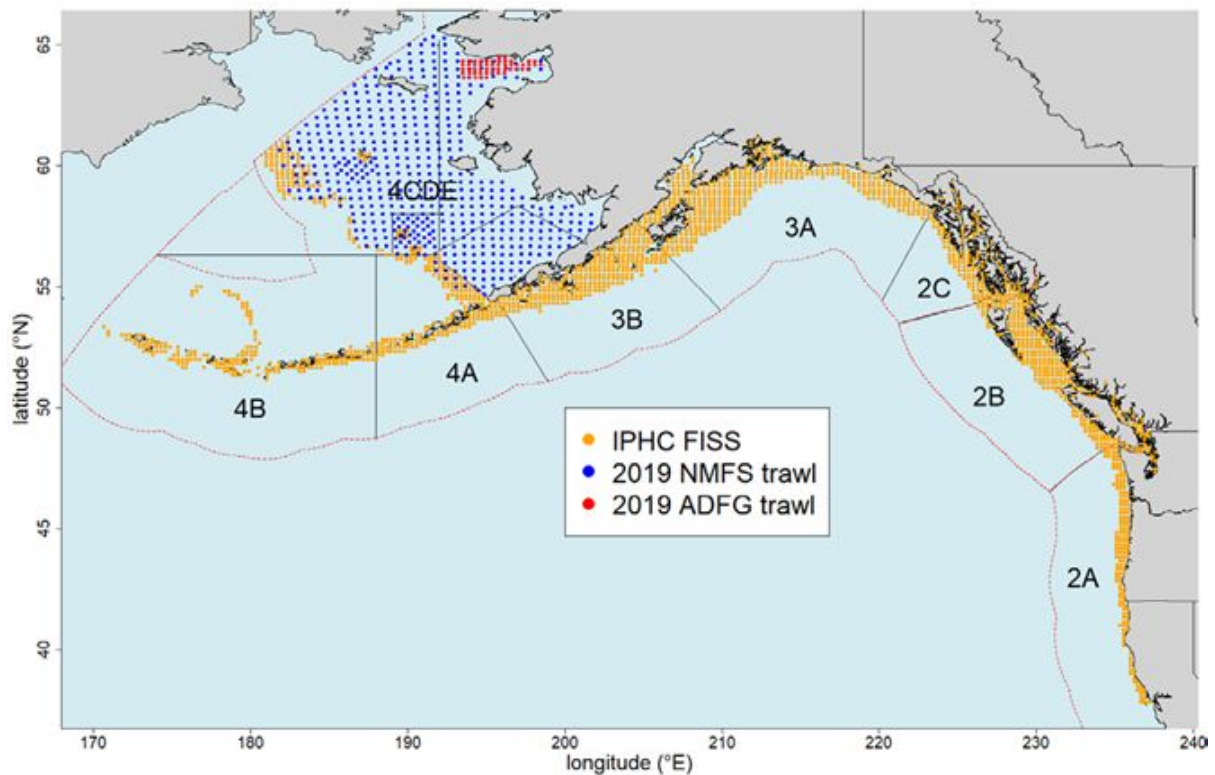 65
60
55
50
45
40
latitude (°N)
4CDE
3A
2C
3B
4A
4B
2B
2A
IPHC FISS
2019 NMFS trawl
2019 ADFG trawl
170
180
190
200
210
220
230
240
longitude (°E)